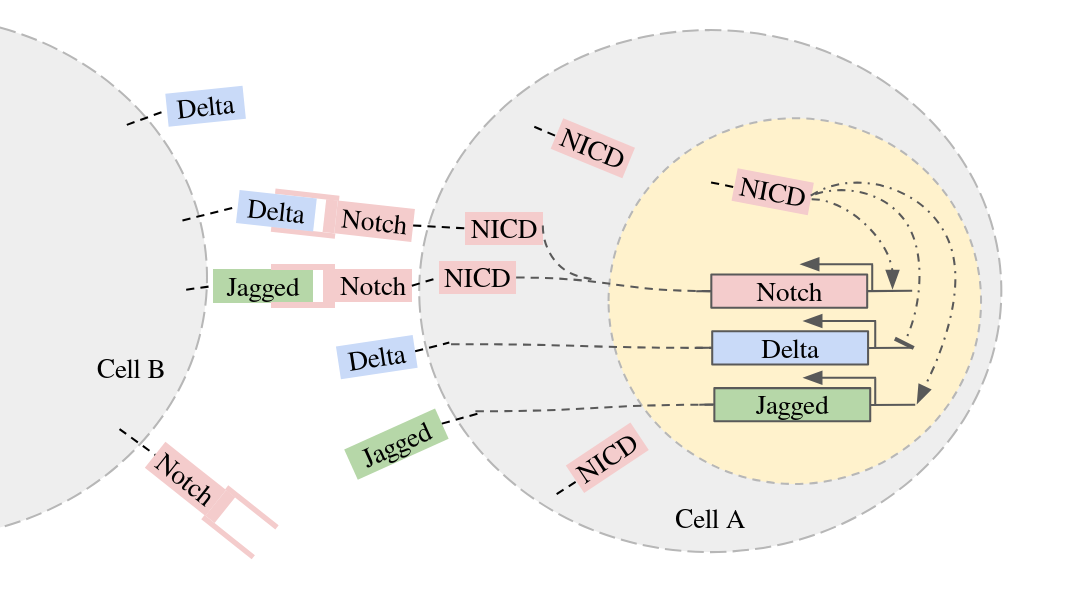 Delta
NICD
NICD
Delta
Notch
NICD
Jagged
Notch
NICD
Notch
Delta
Delta
Cell B
Jagged
Jagged
NICD
Notch
Cell A